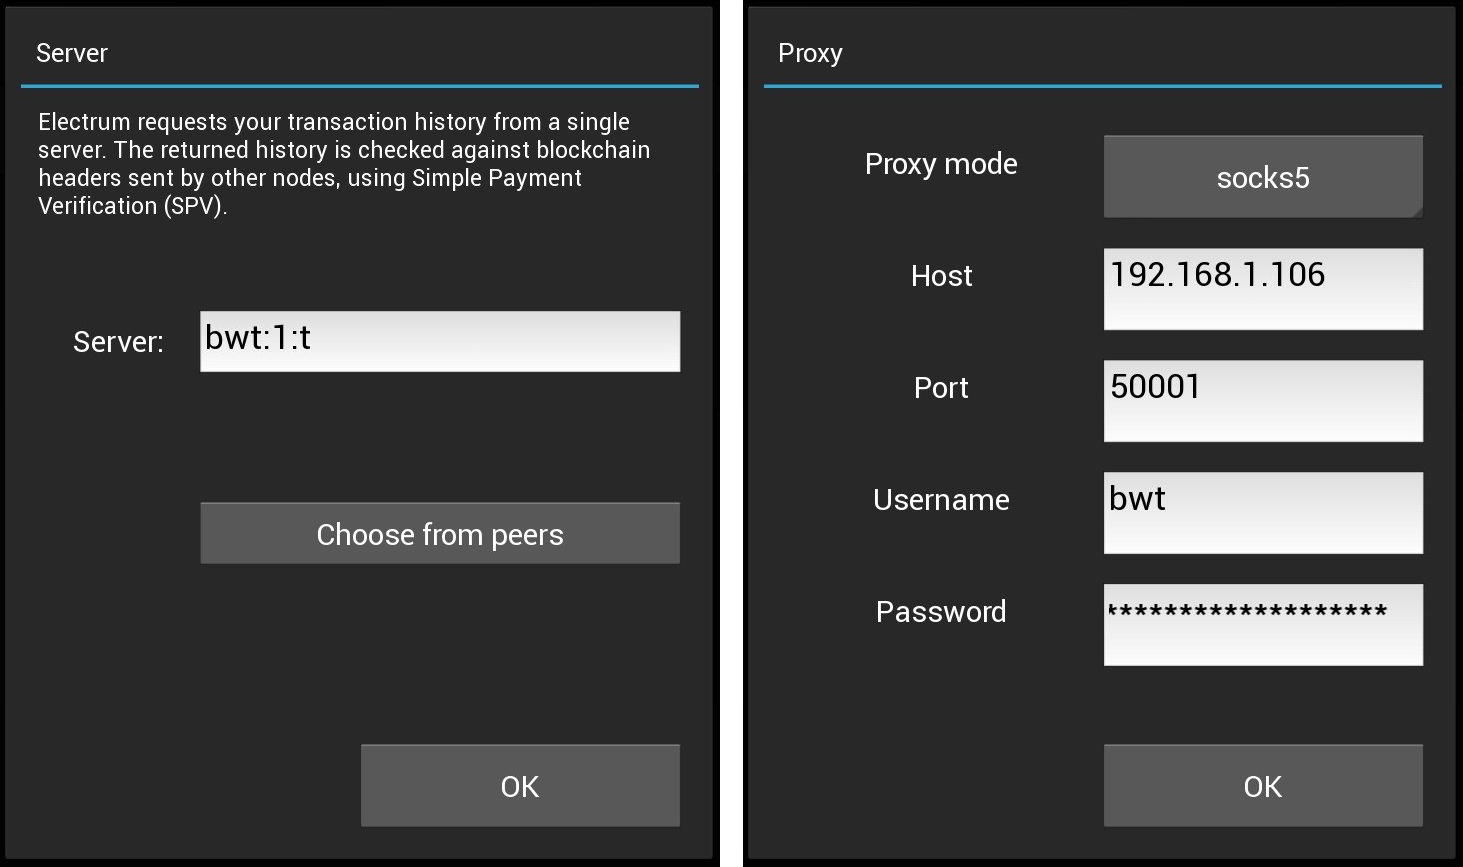 Server
Electrum requests your transaction history from a single
server. The returned history is checked against blockchain
headers sent by other nodes, using Simple Payment
Verification (SPV).
Server: bwt:1:t
Choose from peers
OK
Proxy
Proxy mode socks5
Host 192.168.1.106
Port 50001
Username bwt
Password *******************
OK